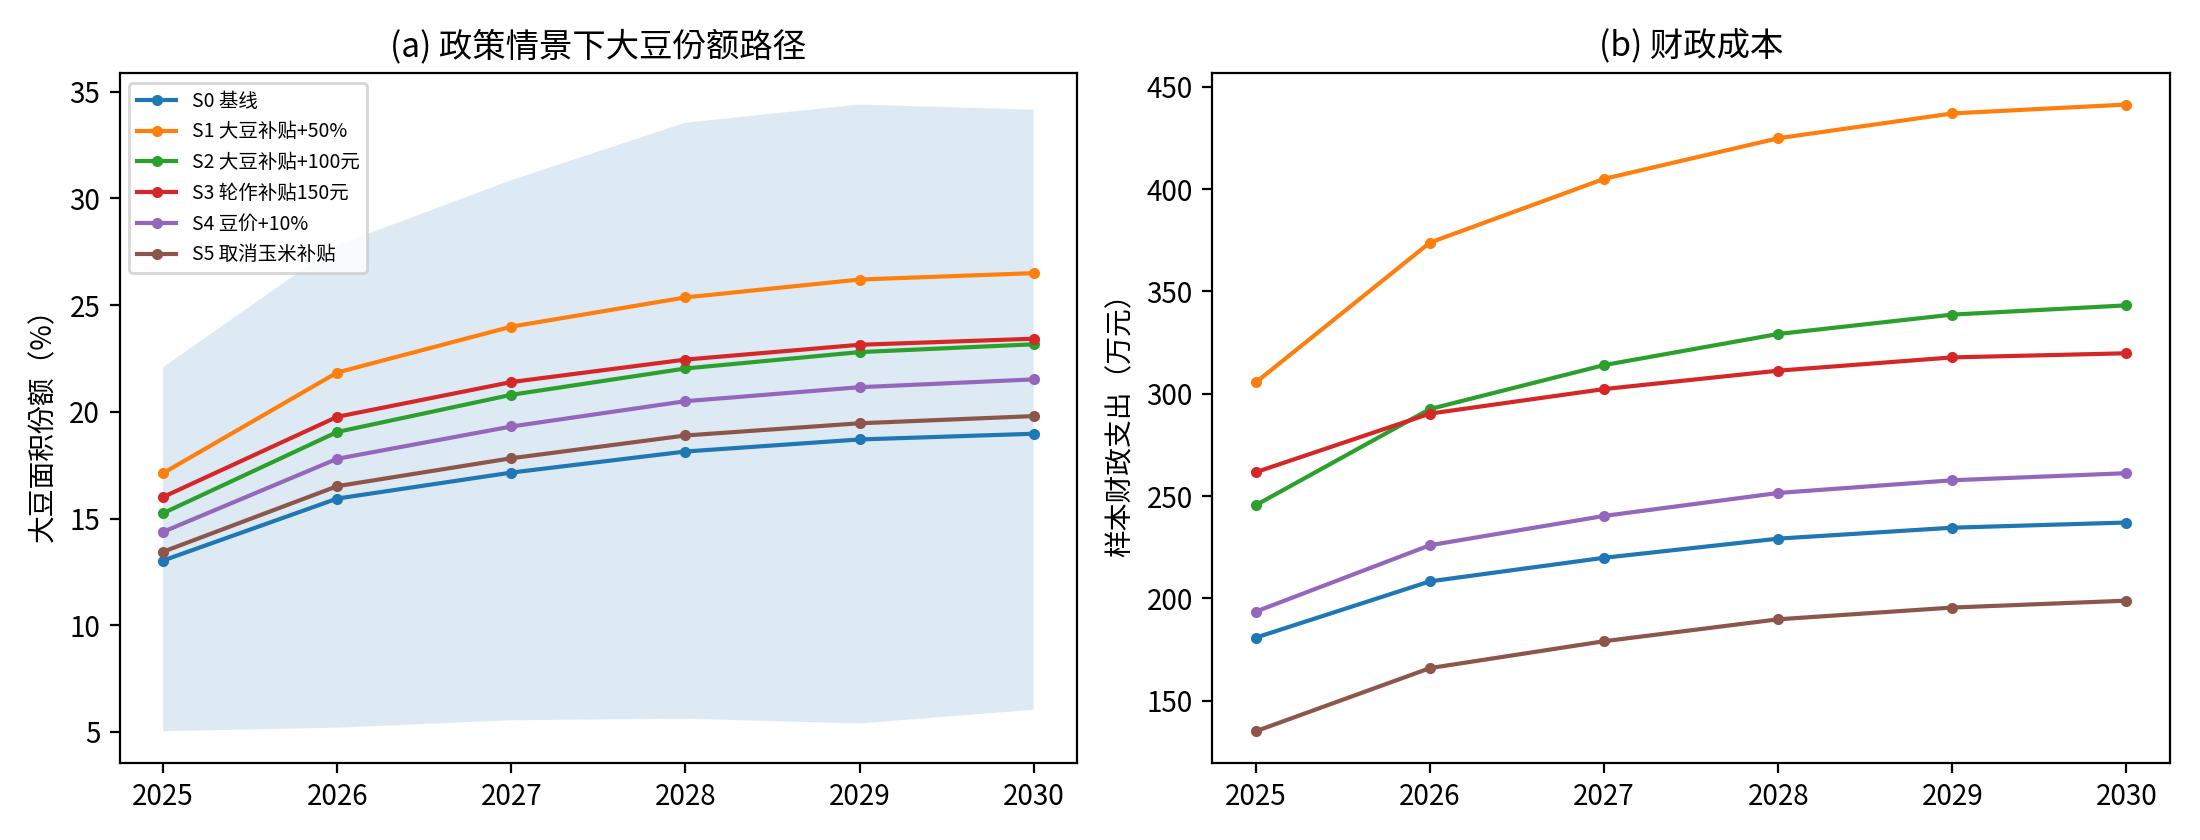 (a) 政策情景下大豆份额路径
大豆面积份额（%）
35
30
25
20
15
10
5
S0 基线
S1 大豆补贴+50%
S2 大豆补贴+100元
S3 轮作补贴150元
S4 豆价+10%
S5 取消玉米补贴
2025 2026 2027 2028 2029 2030
(b) 财政成本
样本财政支出（万元）
450
400
350
300
250
200
150
2025 2026 2027 2028 2029 2030